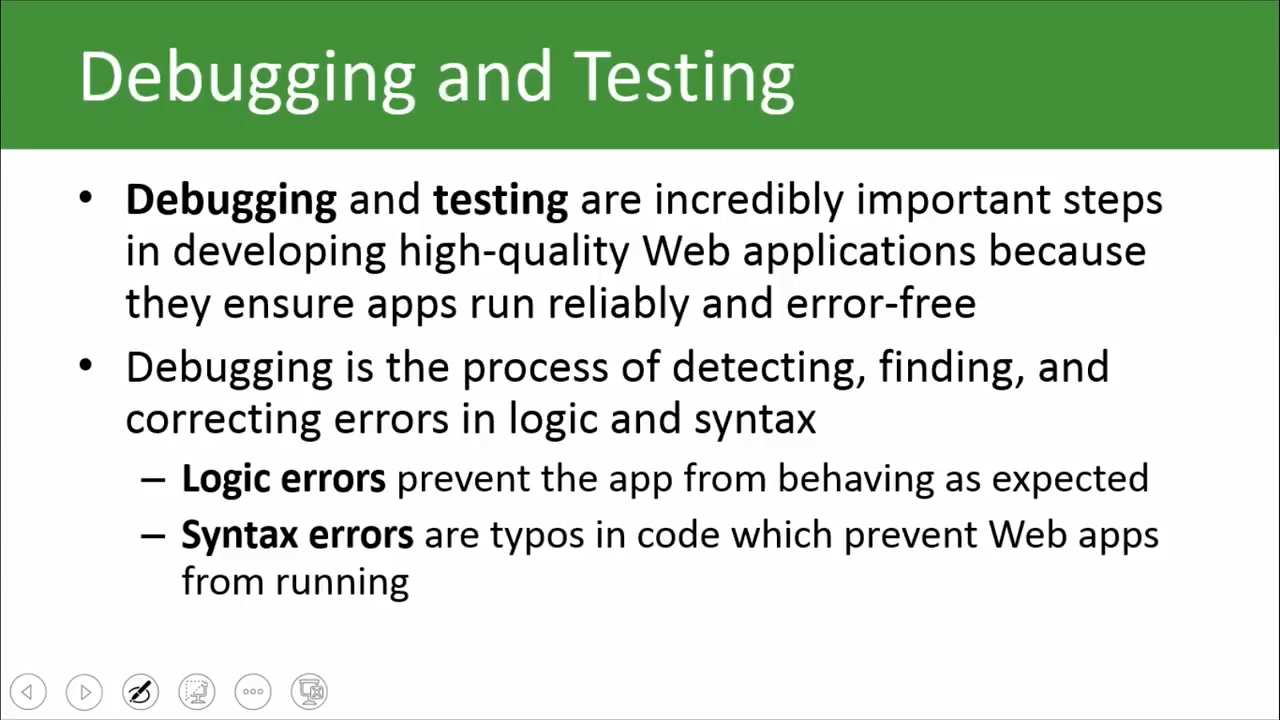 Debugging and Testing
• Debugging and testing are incredibly important steps
in developing high-quality Web applications because
they ensure apps run reliably and error-free
• Debugging is the process of detecting, finding, and
correcting errors in logic and syntax
– Logic errors prevent the app from behaving as expected
– Syntax errors are typos in code which prevent Web apps
from running